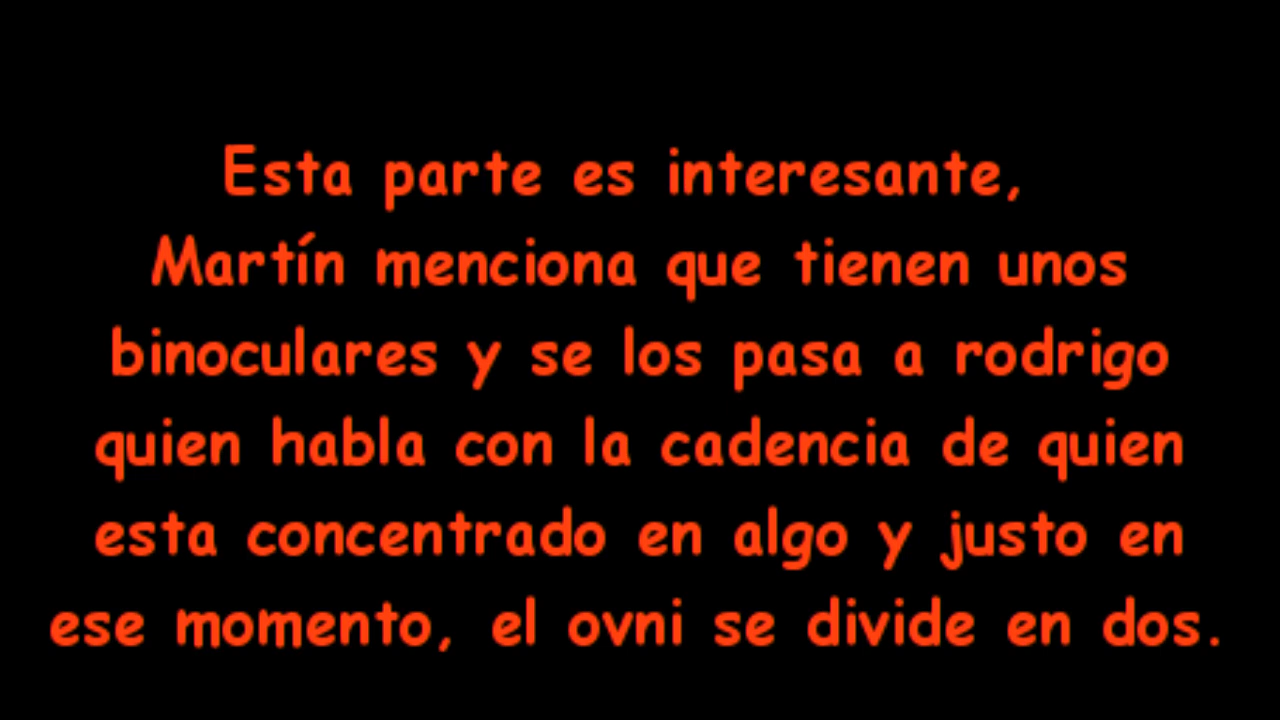 Esta parte es interesante,
Martín menciona que tienen unos
binoculares y se los pasa a rodrigo
quien habla con la cadencia de quien
esta concentrado en algo y justo en
ese momento, el ovni se divide en dos.